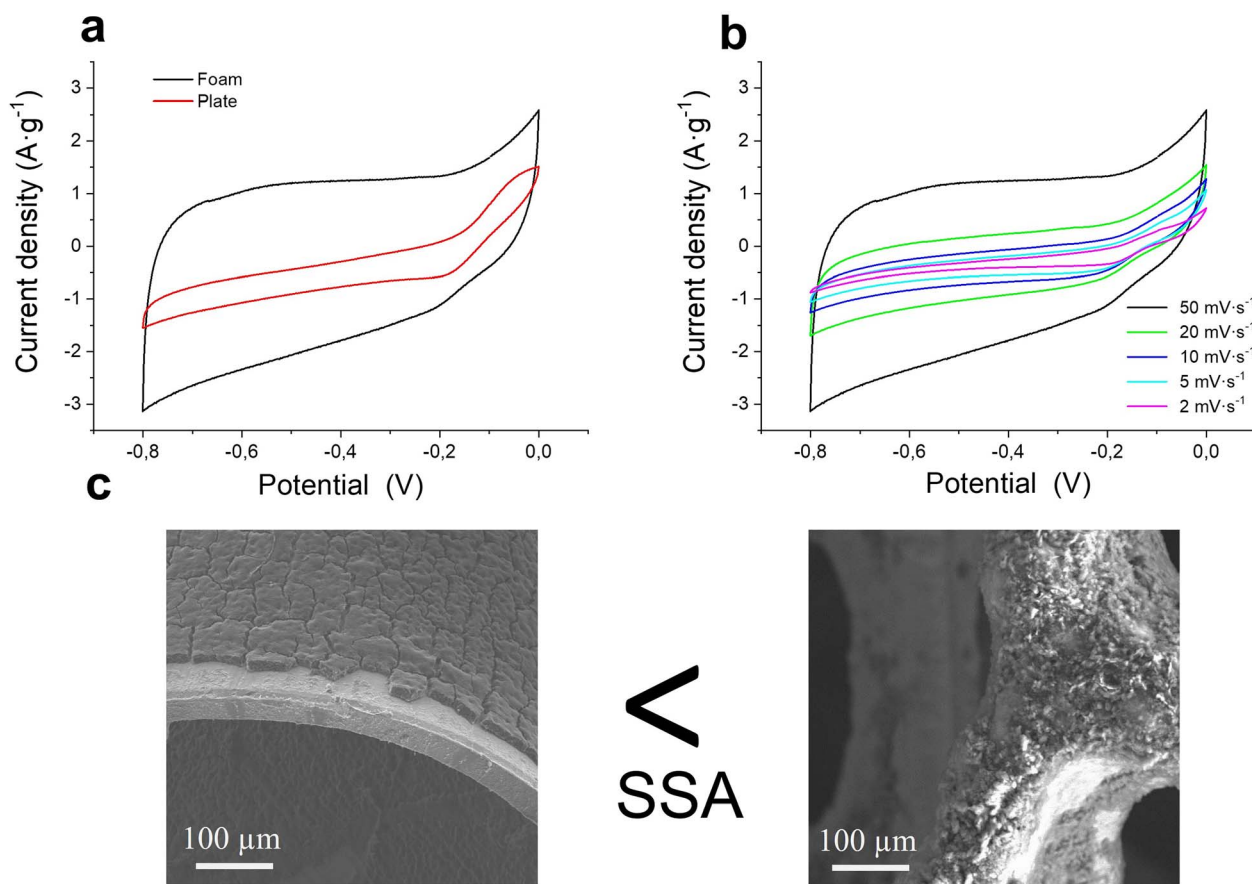 a
Current density (A·g⁻¹)
3
2
1
0
-1
-2
-3
Foam
Plate
-0,8
-0,6
-0,4
-0,2
0,0
Potential (V)
b
Current density (A·g⁻¹)
3
2
1
0
-1
-2
-3
50 mV·s⁻¹
20 mV·s⁻¹
10 mV·s⁻¹
5 mV·s⁻¹
2 mV·s⁻¹
-0,8
-0,6
-0,4
-0,2
0,0
Potential (V)
c
100 µm
<
SSA
100 µm